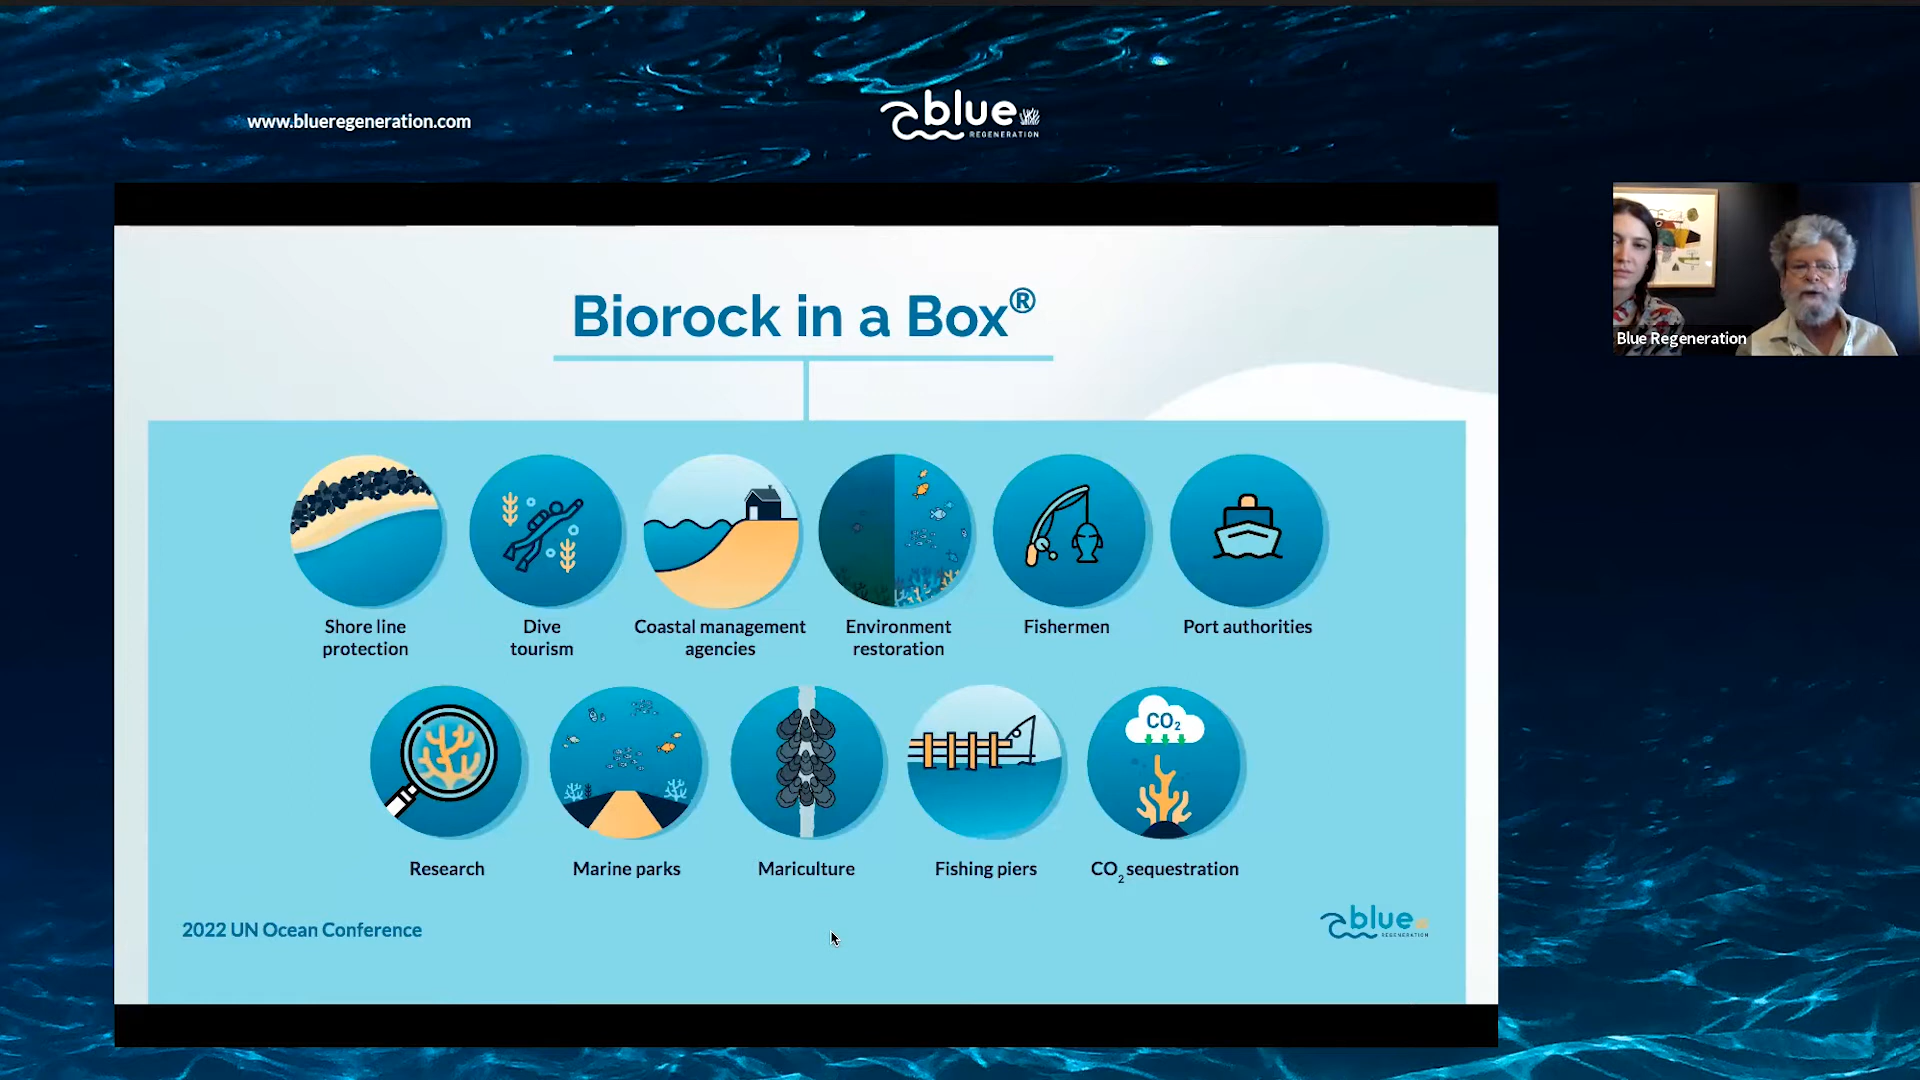 www.blueregeneration.com
blue
REGENERATION
Blue Regeneration
Biorock in a Box®
Shore line
protection
Dive
tourism
Coastal management
agencies
Environment
restoration
Fishermen
Port authorities
CO₂
Research
Marine parks
Mariculture
Fishing piers
CO₂ sequestration
2022 UN Ocean Conference
blue
REGENERATION